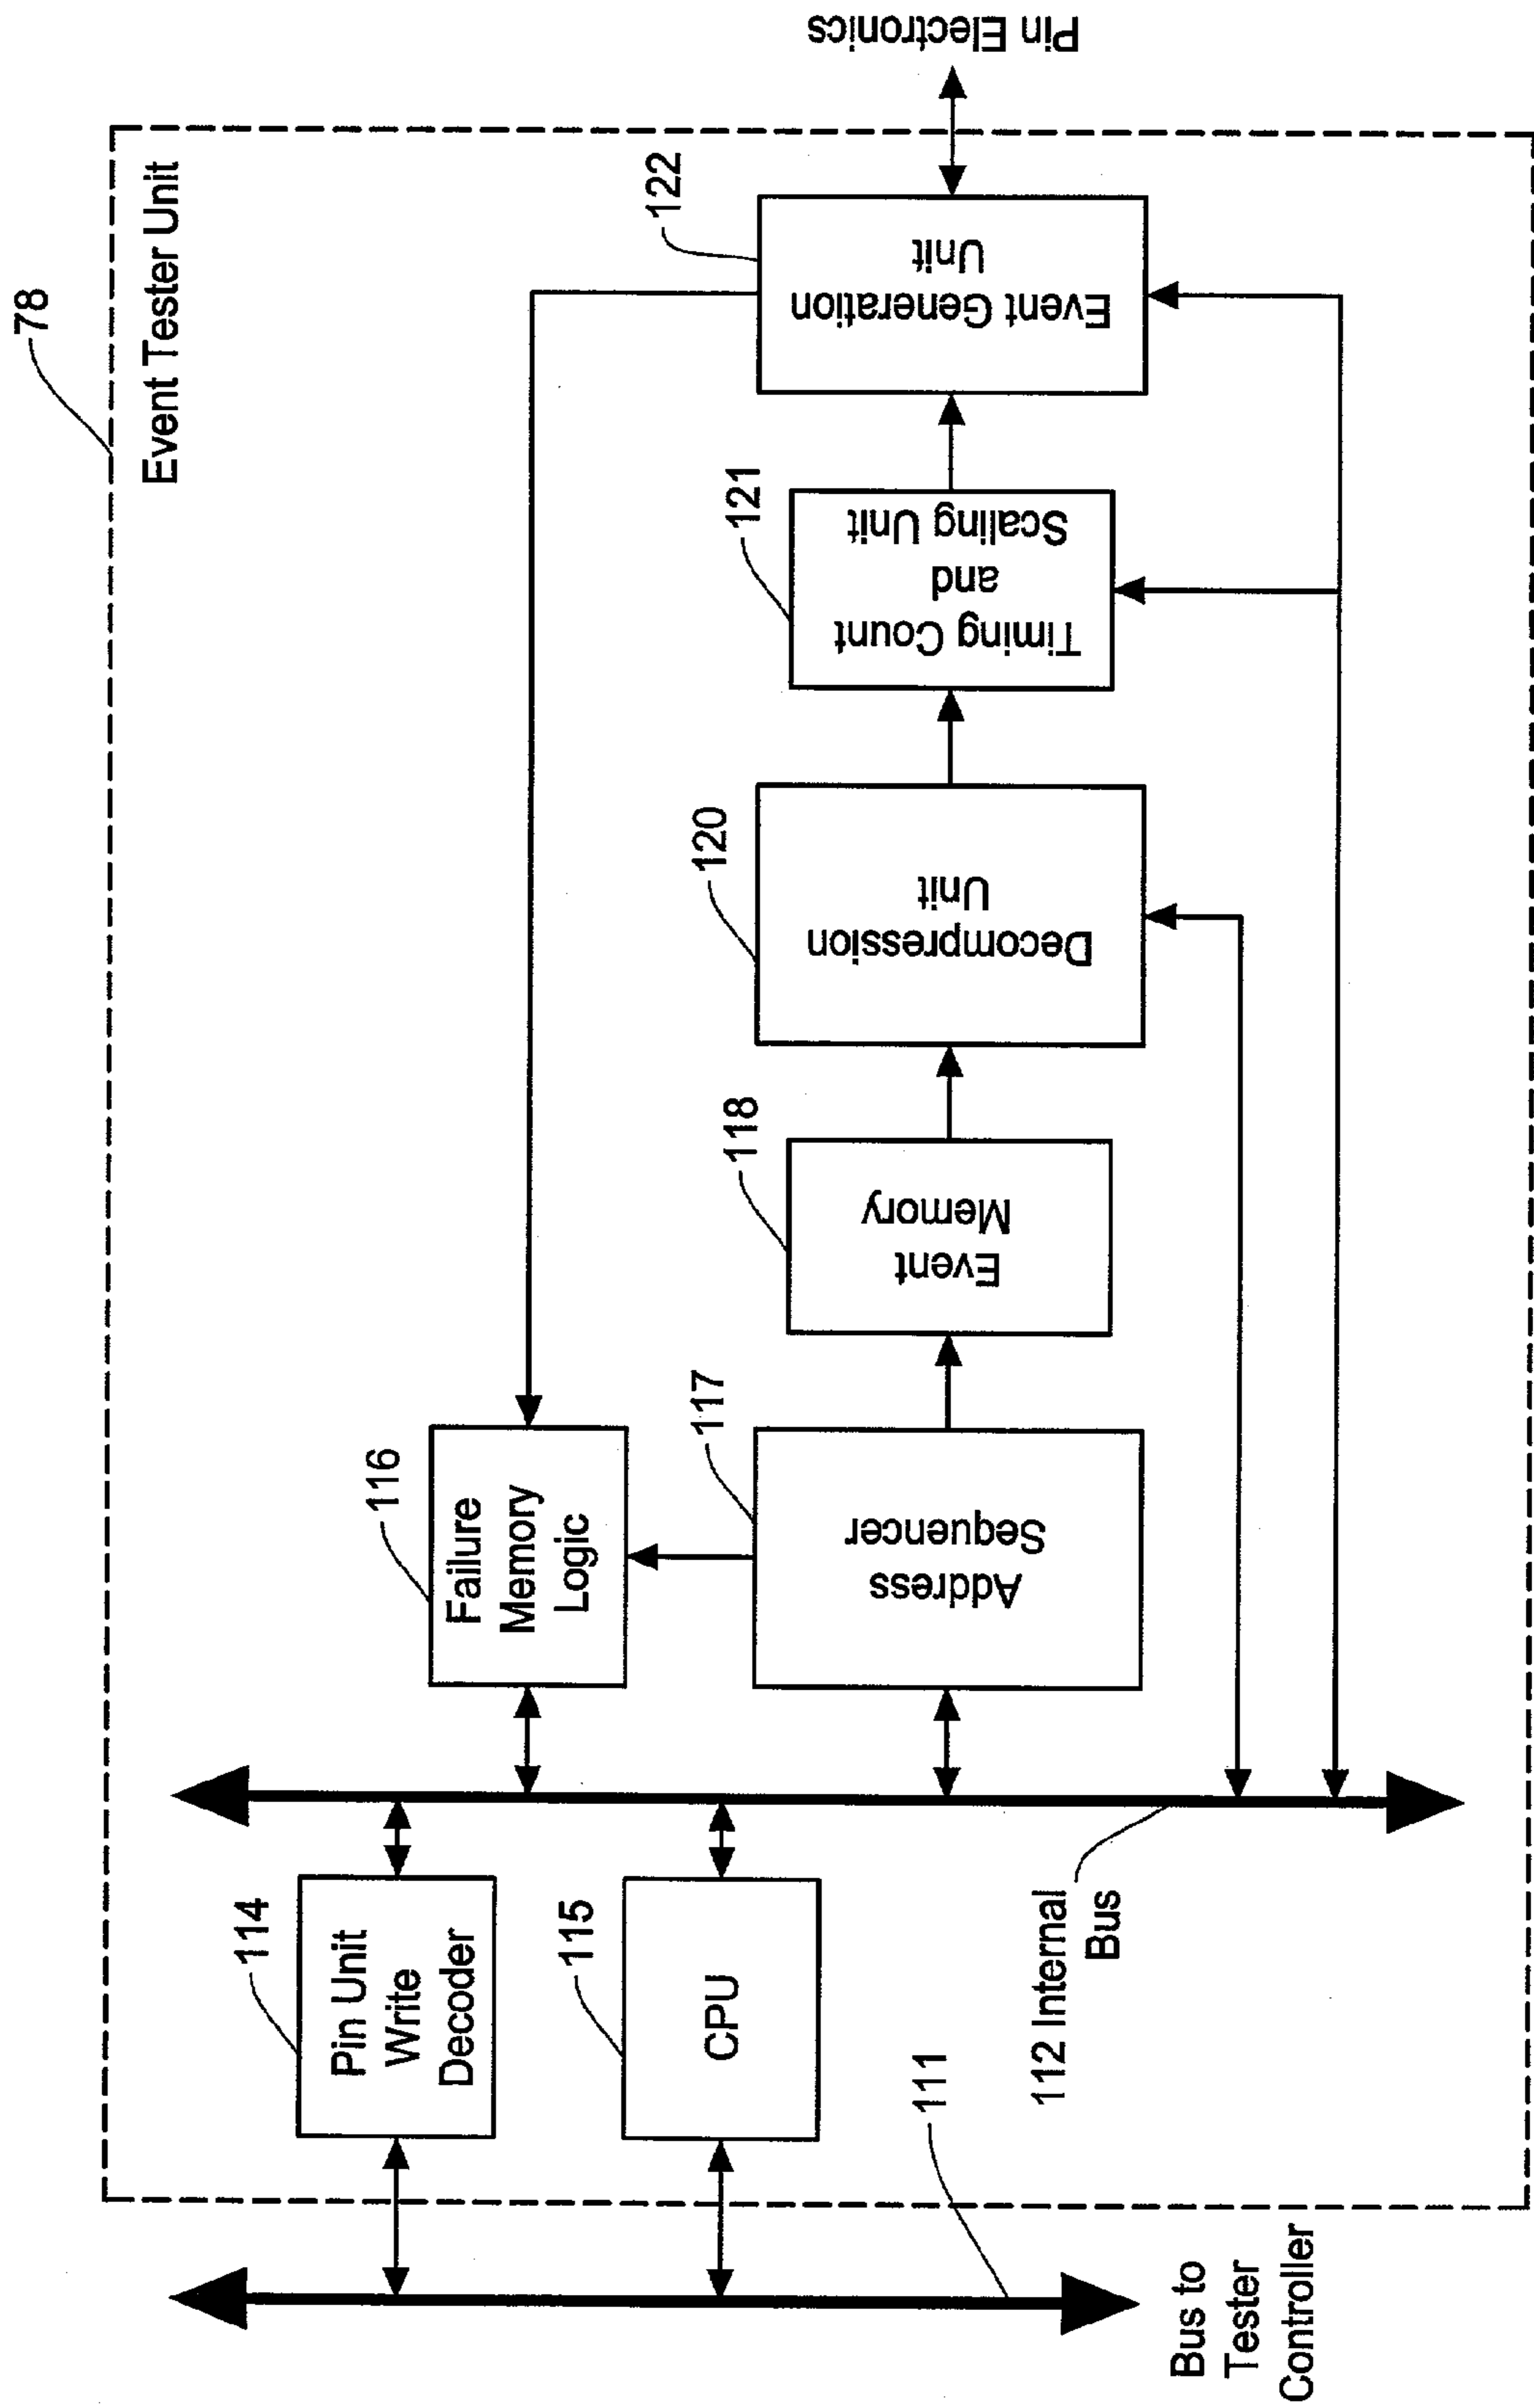 78
Event Tester Unit
114
Pin Unit
Write
Decoder
115
CPU
111
Bus to
Tester
Controller
112 Internal
Bus
116
Failure
Memory
Logic
117
Address
Sequencer
118
Event
Memory
120
Decompression
Unit
121
Timing Count
and
Scaling Unit
122
Event Generation
Unit
Pin Electronics